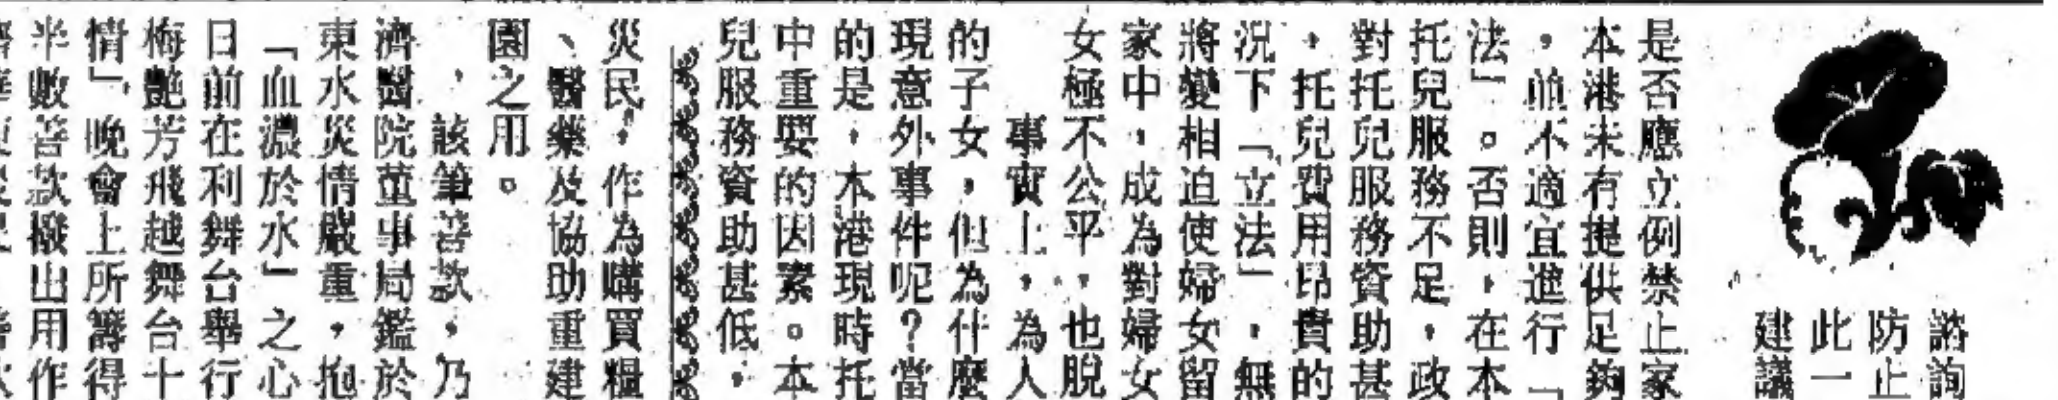 諮詢
防止
此一
建議
是否應立例禁止家
本港未有提供足夠
，並不適宜進行「
法」。否則，在本
托兒服務不足，政
對托兒服務資助甚
，托兒費用昂貴的
況下「立法」，無
將變相迫使婦女留
家中，成為對婦女
女極不公平，也脫
事實上，為人
的子女，但為什麼
現意外事件呢？當
的是，本港現時托
中重要的因素。本
兒服務資助甚低，
災民，作為購買糧
、醫藥及協助重建
園之用。
該筆善款，乃
濟醫院董事局鑑於
東水災情嚴重，抱
「血濃於水」之心
日前在利舞台舉行
梅艷芳飛越舞台十
情」晚會上所籌得
半數善款撥出用作